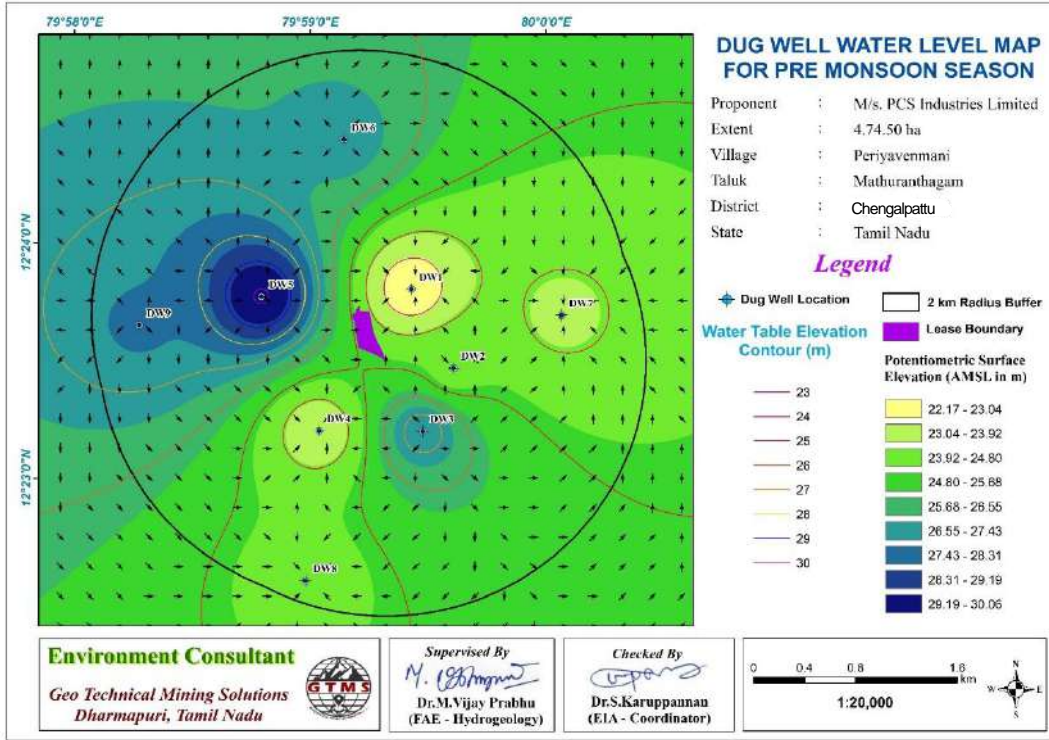 79°58'0"E
79°59'0"E
80°0'0"E
12°24'0"N
12°23'0"N
DW6
DW5
DW1
DW9
DW7
DW2
DW4
DW3
DW8
DUG WELL WATER LEVEL MAP
FOR PRE MONSOON SEASON
Proponent : M/s. PCS Industries Limited
Extent : 4.74.50 ha
Village : Periyavenmani
Taluk : Mathuranthagam
District : Chengalpattu
State : Tamil Nadu
Legend
Dug Well Location
2 km Radius Buffer
Lease Boundary
Water Table Elevation
Contour (m)
23
24
25
26
27
28
29
30
Potentiometric Surface
Elevation (AMSL in m)
22.17 - 23.04
23.04 - 23.92
23.92 - 24.80
24.80 - 25.68
25.68 - 26.55
26.55 - 27.43
27.43 - 28.31
28.31 - 29.19
29.19 - 30.06
Environment Consultant
Geo Technical Mining Solutions
Dharmapuri, Tamil Nadu
GTMS
Supervised By
Dr.M.Vijay Prabhu
(FAE - Hydrogeology)
Checked By
Dr.S.Karuppannan
(EIA - Coordinator)
0 0.4 0.8 1.6
km
1:20,000
N
W E
S